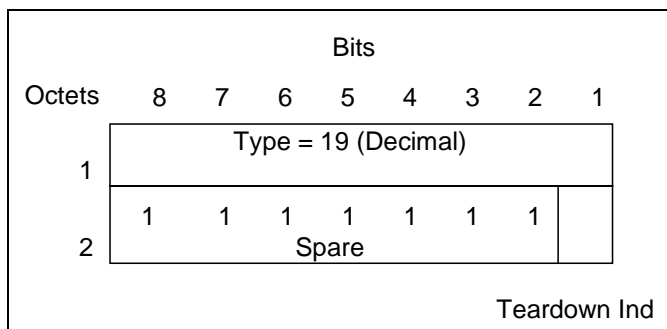 Bits
Octets 8 7 6 5 4 3 2 1
Type = 19 (Decimal)
1
1 1 1 1 1 1 1
2 Spare
Teardown Ind